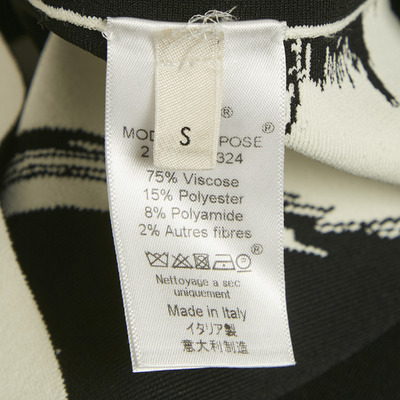 ®
S
MOD POSE ®
2 324
75% Viscose
15% Polyester
8% Polyamide
2% Autres fibres
®
Nettoyage a sec
uniquement
Made in Italy
イタリア製
意大利制造